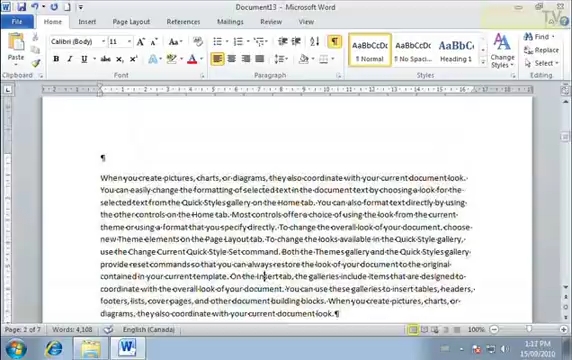 Document13 - Microsoft Word
TV
File Home Insert Page Layout References Mailings Review View
Calibri (Body) 11
Paste
AaBbCcDc AaBbCcDc AaBbCc
¶ Normal ¶ No Spaci... Heading 1
Change Styles
Find
Replace
Select
Clipboard Font Paragraph Styles Editing
¶
When you create pictures, charts, or diagrams, they also coordinate with your current document look.
You can easily change the formatting of selected text in the document text by choosing a look for the
selected text from the Quick Styles gallery on the Home tab. You can also format text directly by using
the other controls on the Home tab. Most controls offer a choice of using the look from the current
theme or using a format that you specify directly. To change the overall look of your document, choose
new Theme elements on the Page Layout tab. To change the looks available in the Quick Style gallery,
use the Change Current Quick Style Set command. Both the Themes gallery and the Quick Styles gallery
provide reset commands so that you can always restore the look of your document to the original
contained in your current template. On the Insert tab, the galleries include items that are designed to
coordinate with the overall look of your document. You can use these galleries to insert tables, headers,
footers, lists, cover pages, and other document building blocks. When you create pictures, charts, or
diagrams, they also coordinate with your current document look.¶
Page: 2 of 7 Words: 4,108 English (Canada) 100%
15/09/2010